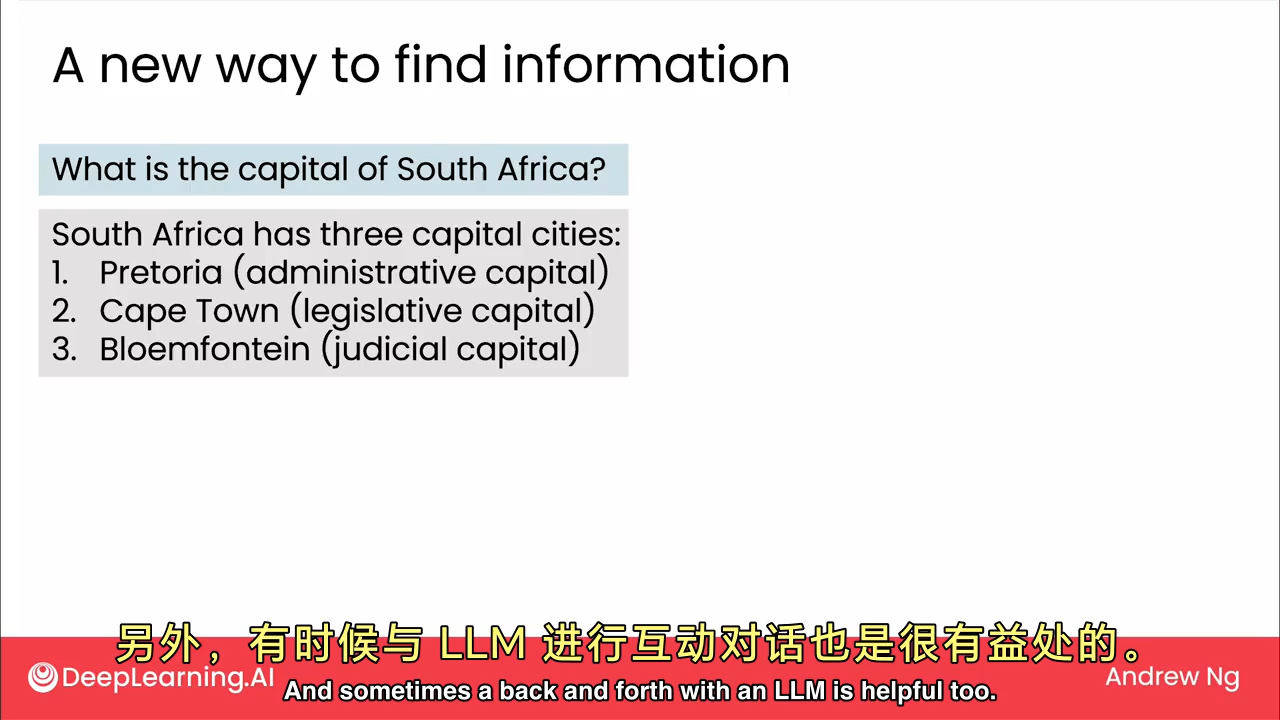 A new way to find information
What is the capital of South Africa?
South Africa has three capital cities:
1. Pretoria (administrative capital)
2. Cape Town (legislative capital)
3. Bloemfontein (judicial capital)
另外，有时候与 LLM 进行互动对话也是很有益处的。
DeepLearning.AI
And sometimes a back and forth with an LLM is helpful too.
Andrew Ng